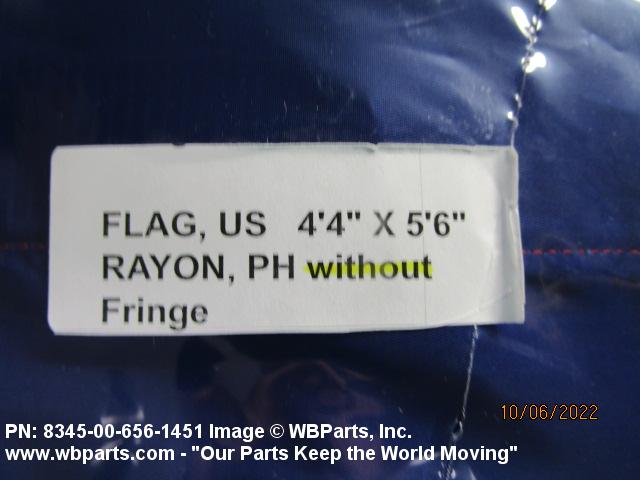 FLAG, US 4'4" X 5'6"
RAYON, PH without
Fringe
10/06/2022
PN: 8345-00-656-1451 Image © WBParts, Inc.
www.wbparts.com - "Our Parts Keep the World Moving"